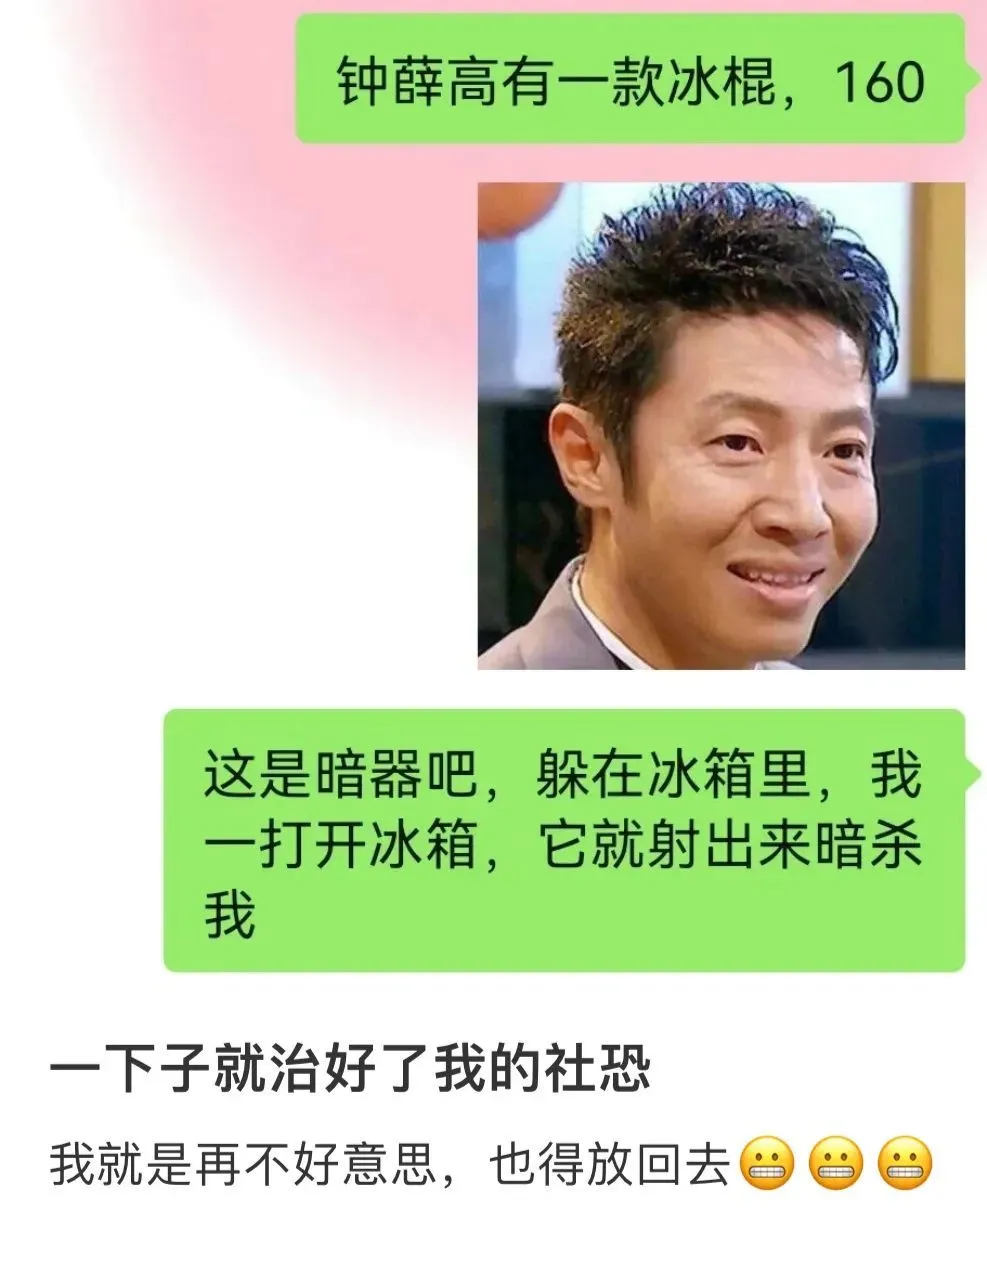 钟薛高有一款冰棍，160
这是暗器吧，躲在冰箱里，我
一打开冰箱，它就射出来暗杀
我
一下子就治好了我的社恐
我就是再不好意思，也得放回去😬😬😬